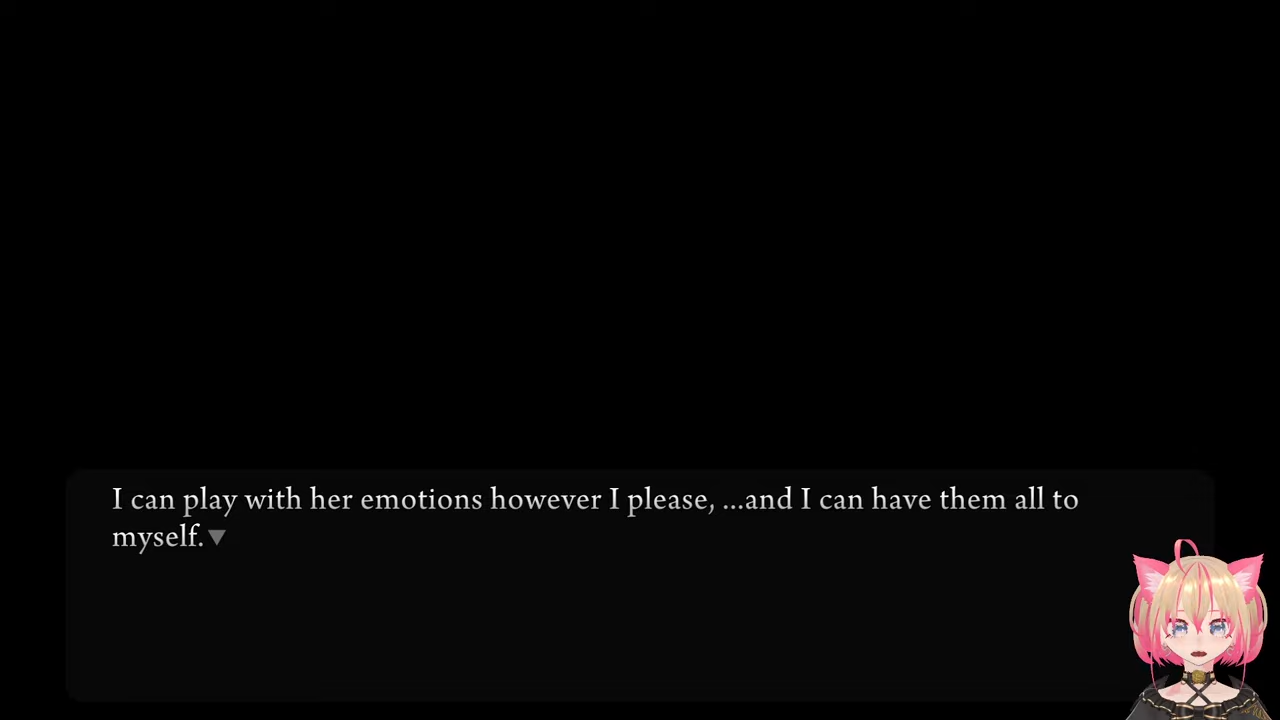 I can play with her emotions however I please, ...and I can have them all to
myself.